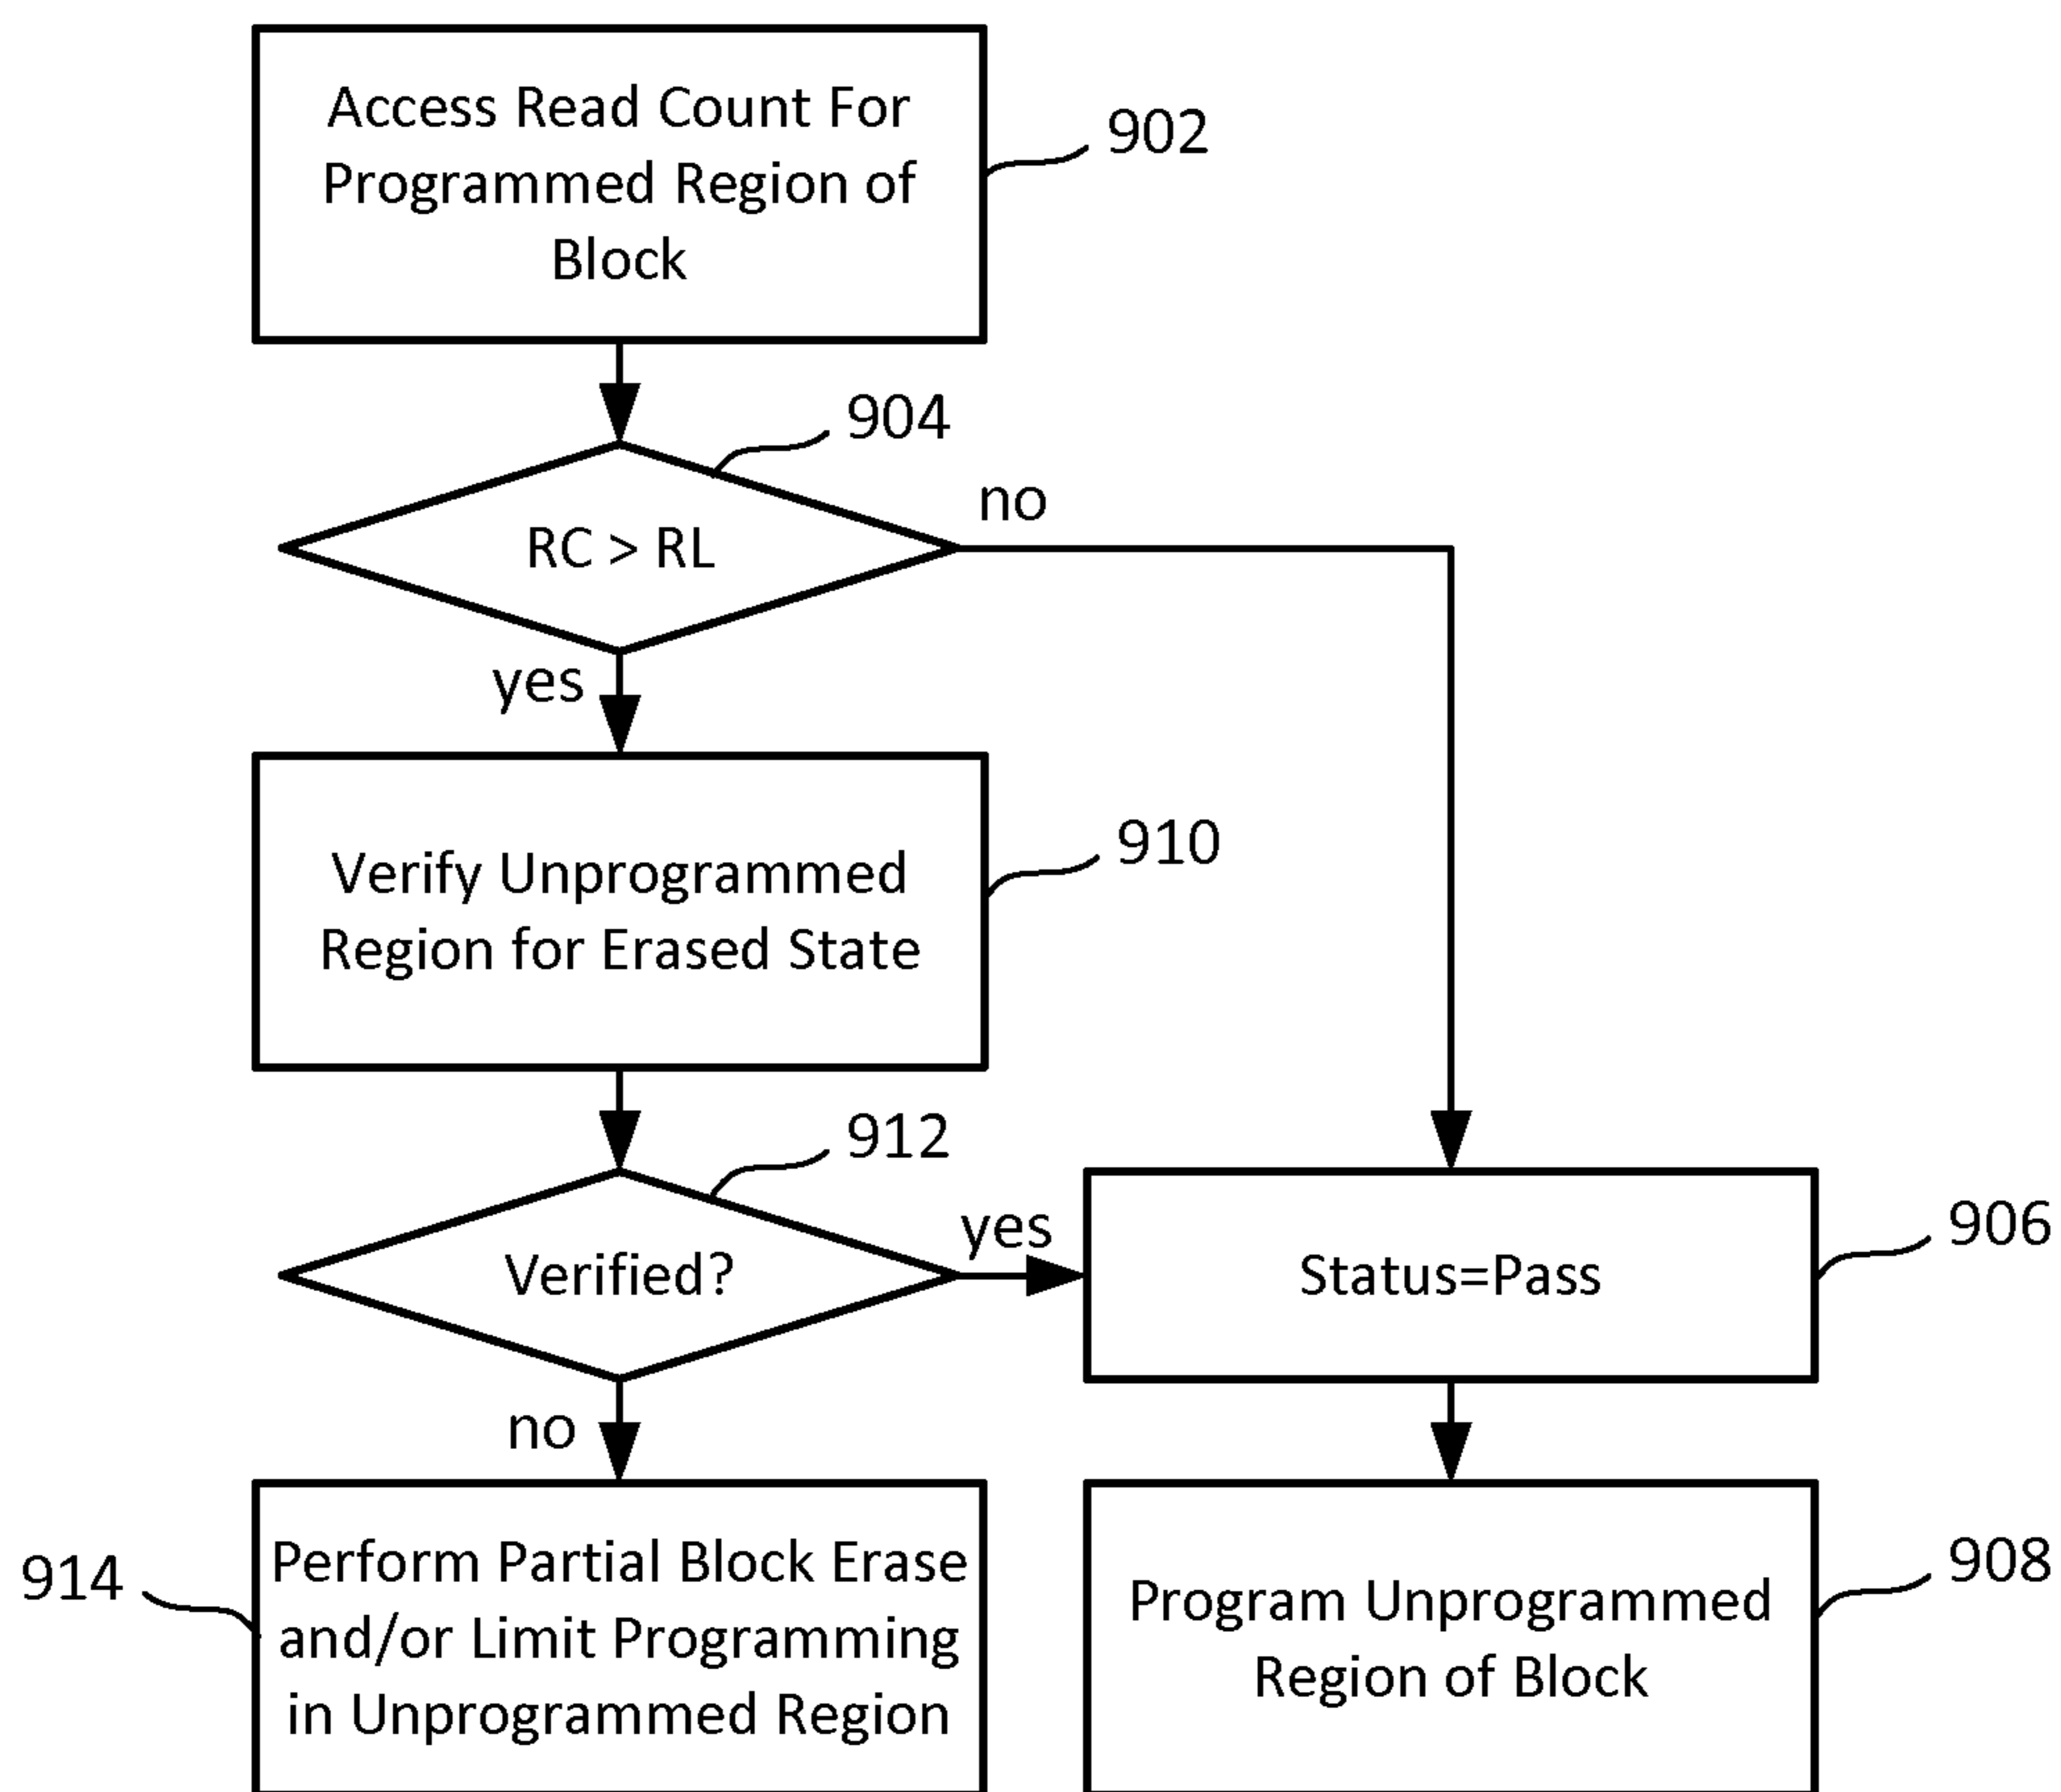 Access Read Count For
Programmed Region of
Block
902
904
RC > RL
no
yes
Verify Unprogrammed
Region for Erased State
910
912
Verified?
yes
Status=Pass
906
no
Perform Partial Block Erase
and/or Limit Programming
in Unprogrammed Region
914
Program Unprogrammed
Region of Block
908